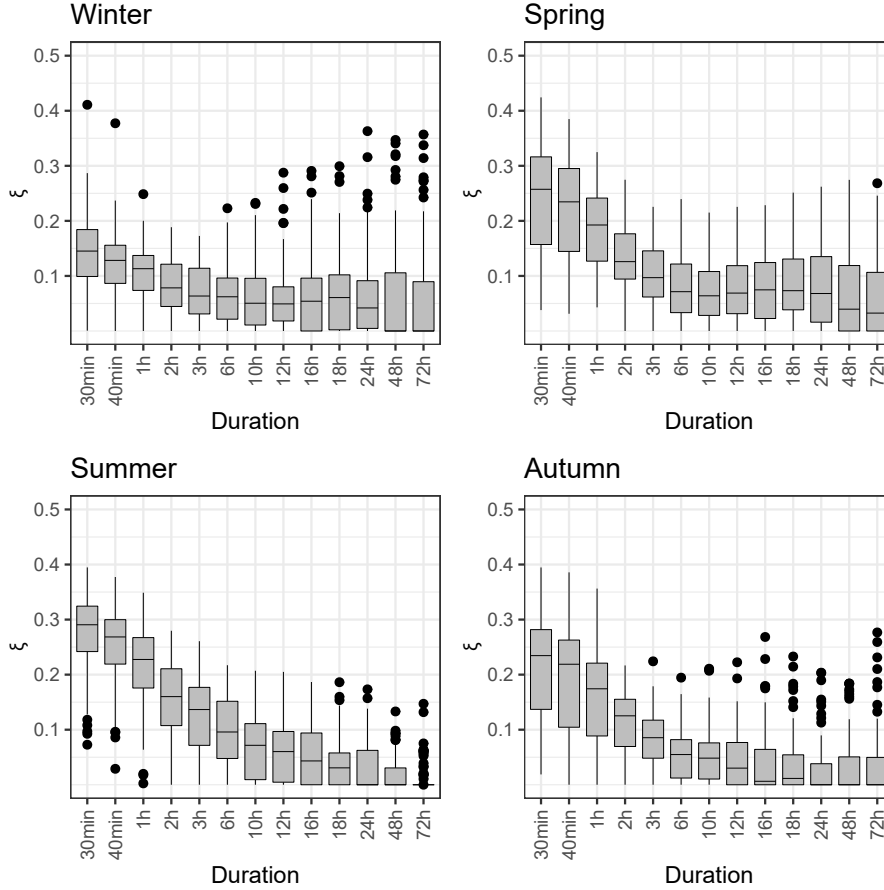 Winter
0.5
0.4
0.3
0.2
0.1
ξ
30min 40min 1h 2h 3h 6h 10h 12h 16h 18h 24h 48h 72h
Duration
Spring
0.5
0.4
0.3
0.2
0.1
ξ
30min 40min 1h 2h 3h 6h 10h 12h 16h 18h 24h 48h 72h
Duration
Summer
0.5
0.4
0.3
0.2
0.1
ξ
30min 40min 1h 2h 3h 6h 10h 12h 16h 18h 24h 48h 72h
Duration
Autumn
0.5
0.4
0.3
0.2
0.1
ξ
30min 40min 1h 2h 3h 6h 10h 12h 16h 18h 24h 48h 72h
Duration